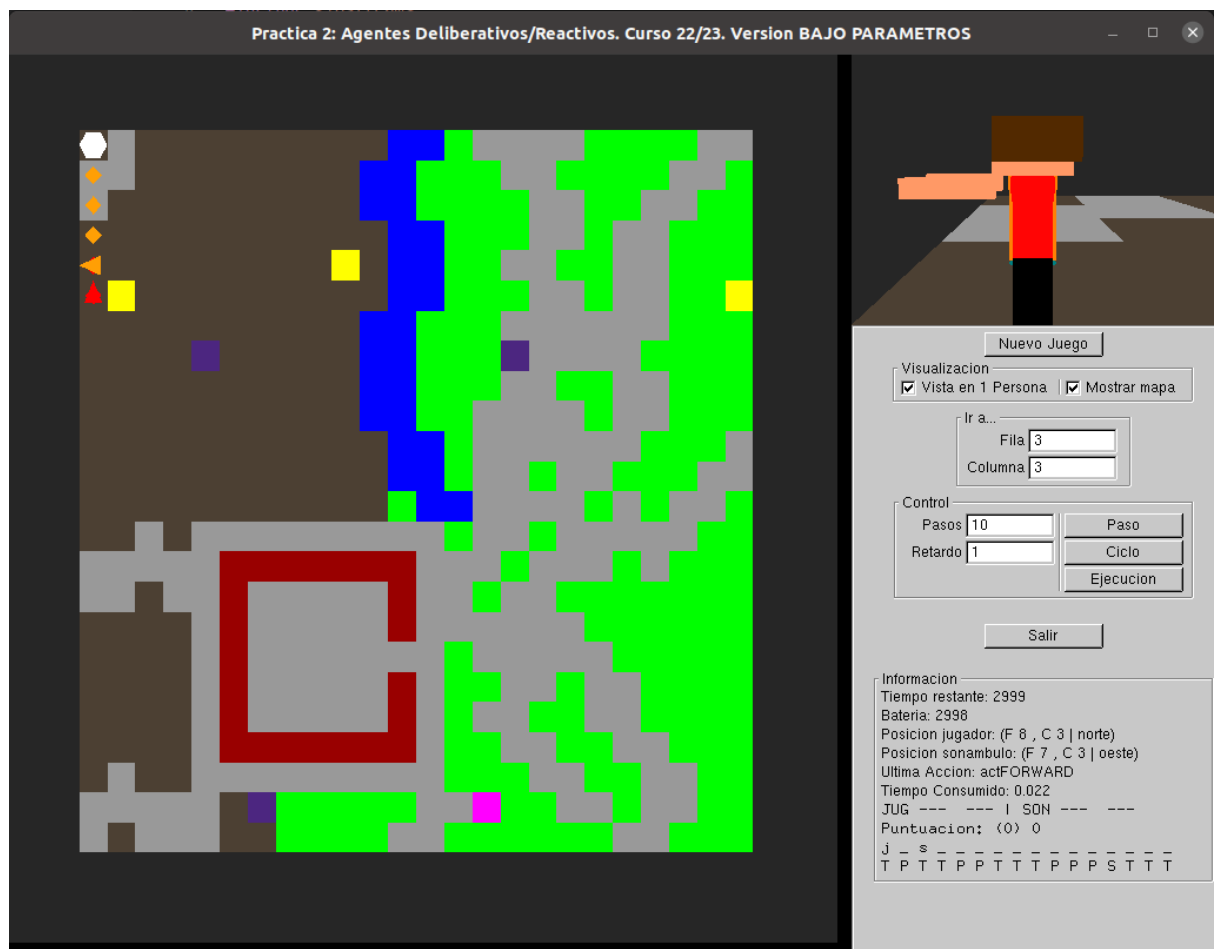 Practica 2: Agentes Deliberativos/Reactivos. Curso 22/23. Version BAJO PARAMETROS
Nuevo Juego
Visualizacion
Vista en 1 Persona
Mostrar mapa
Ir a...
Fila 3
Columna 3
Control
Pasos 10 Paso
Retardo 1 Ciclo
Ejecucion
Salir
Informacion
Tiempo restante: 2999
Bateria: 2998
Posicion jugador: (F 8 , C 3 | norte)
Posicion sonambulo: (F 7 , C 3 | oeste)
Ultima Accion: actFORWARD
Tiempo Consumido: 0.022
JUG --- --- | SON --- ---
Puntuacion: (0) 0
j _ s _ _ _ _ _ _ _ _ _ _ _ _ _
T P T T P P T T T P P P S T T T